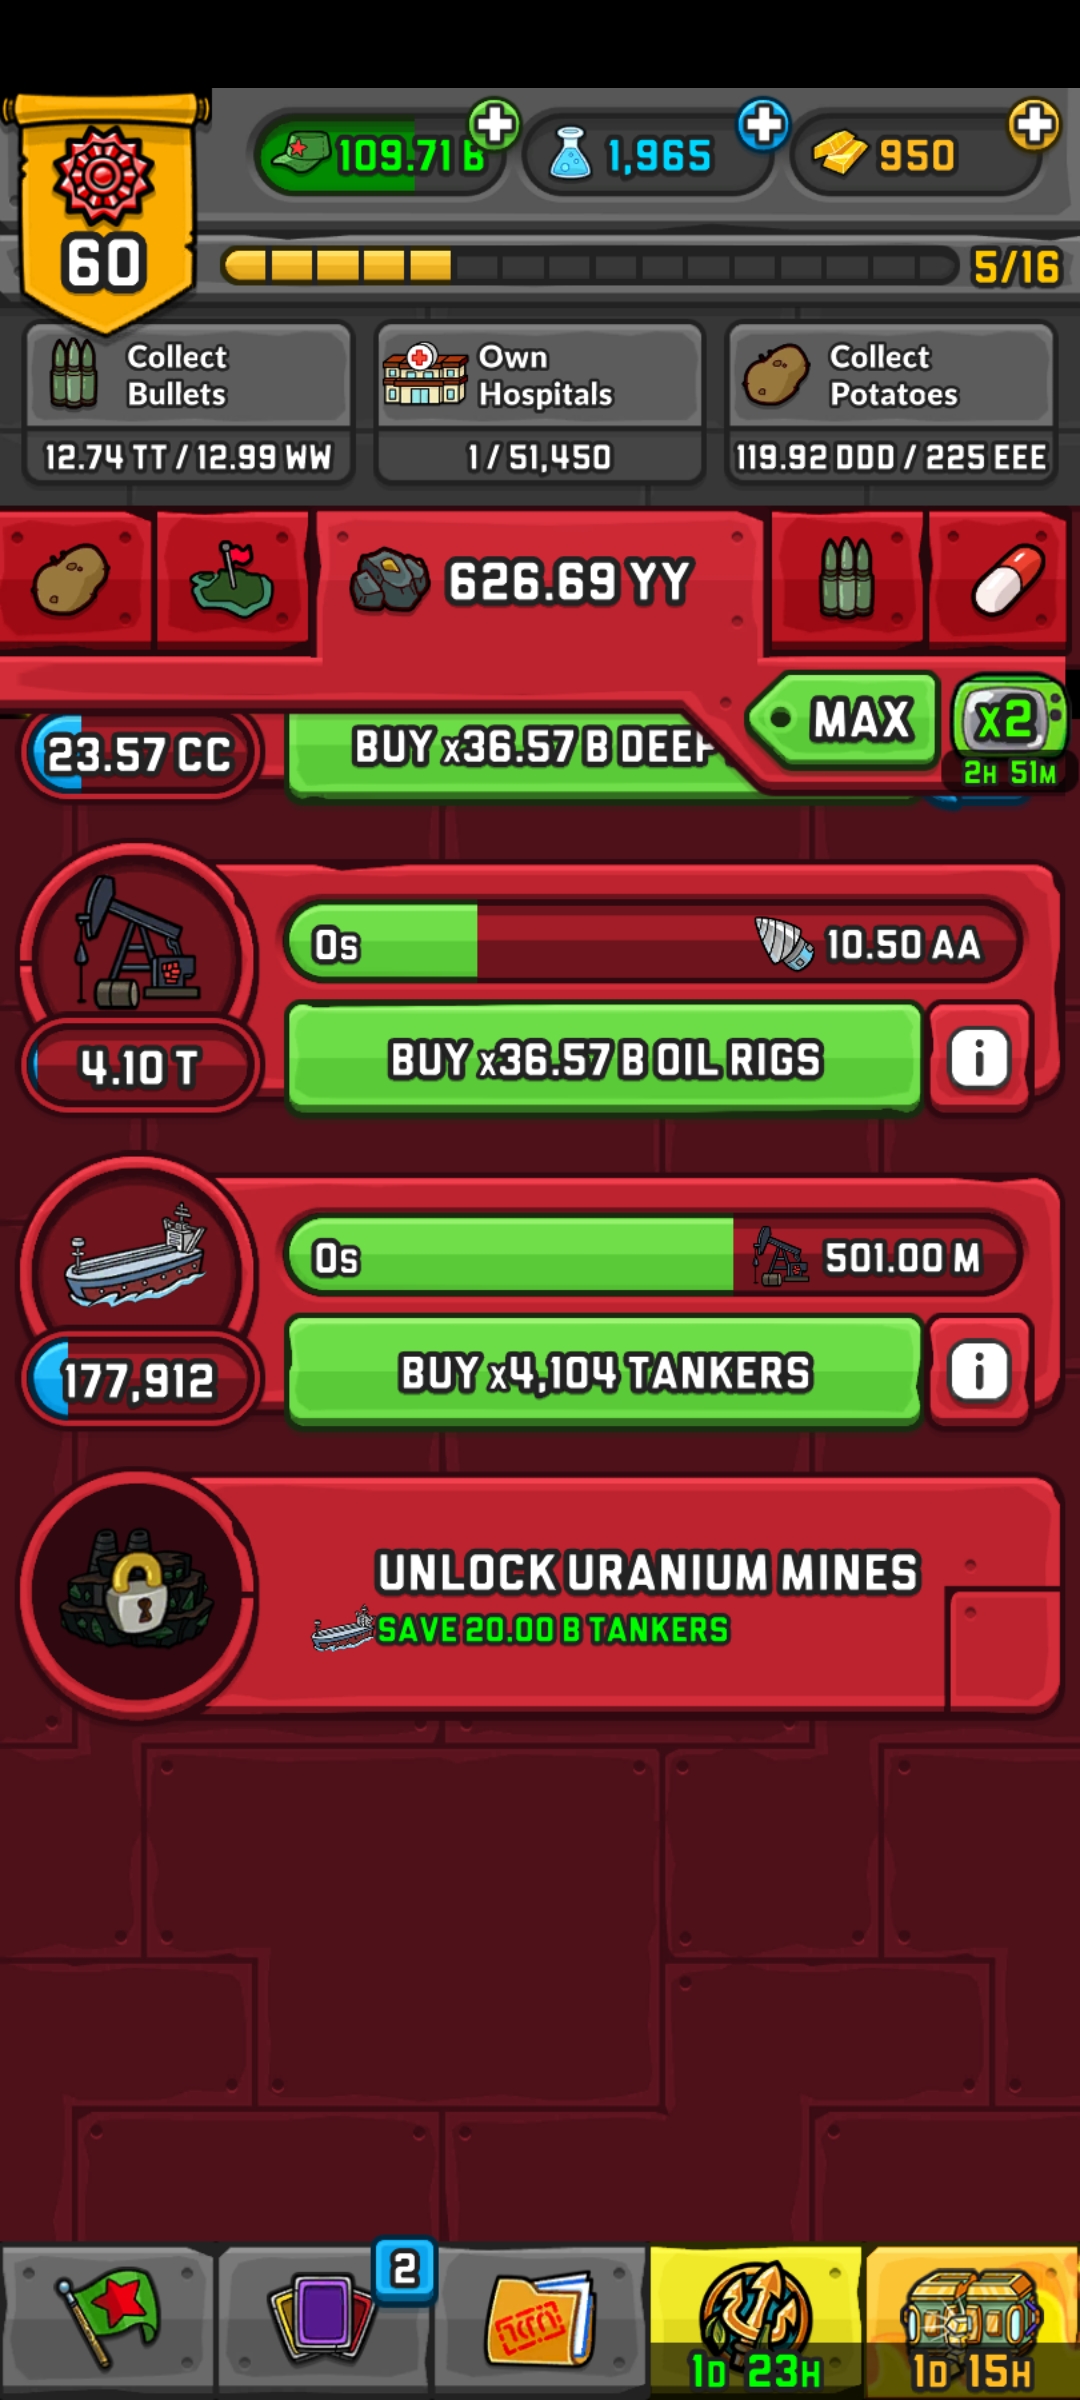 109.71 B
1,965
950
60
5/16
Collect
Bullets
12.74 TT / 12.99 WW
Own
Hospitals
1 / 51,450
Collect
Potatoes
119.92 DDD / 225 EEE
626.69 YY
MAX
x2
2H 51M
23.57 CC
BUY x36.57 B DEEP
0s
10.50 AA
4.10 T
BUY x36.57 B OIL RIGS
i
0s
501.00 M
177,912
BUY x4,104 TANKERS
i
UNLOCK URANIUM MINES
SAVE 20.00 B TANKERS
2
1D 23H
1D 15H